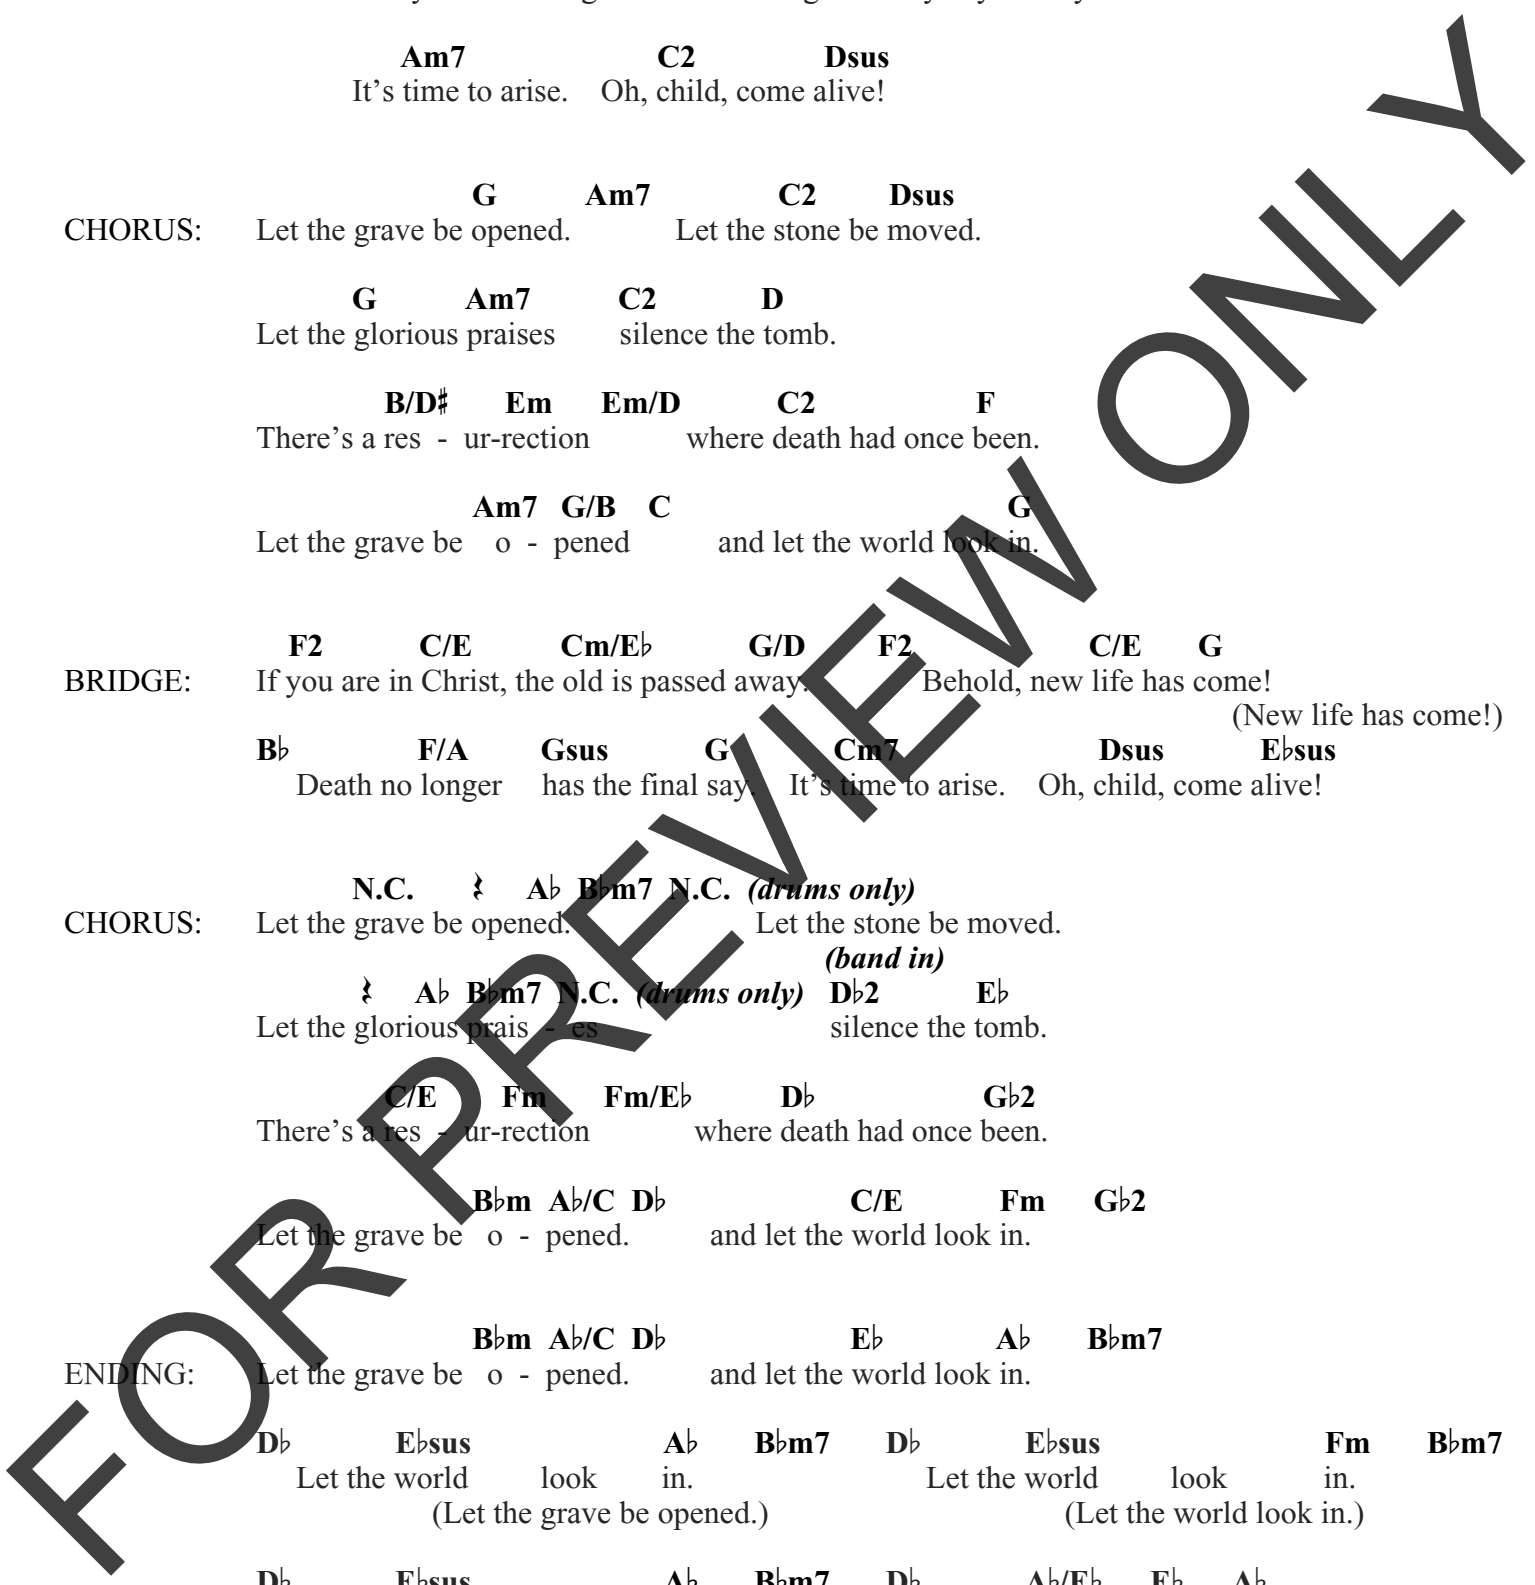 Am7 C2 Dsus
It's time to arise. Oh, child, come alive!
G Am7 C2 Dsus
CHORUS: Let the grave be opened. Let the stone be moved.
G Am7 C2 D
Let the glorious praises silence the tomb.
B/D♯ Em Em/D C2 F
There's a res - ur-rection where death had once been.
Am7 G/B C G
Let the grave be o - pened and let the world look in.
F2 C/E Cm/E♭ G/D F2 C/E G
BRIDGE: If you are in Christ, the old is passed away. Behold, new life has come!
(New life has come!)
B♭ F/A Gsus G Cm7 Dsus E♭sus
Death no longer has the final say. It's time to arise. Oh, child, come alive!
N.C. 𝄽 A♭ B♭m7 N.C. (drums only)
CHORUS: Let the grave be opened. Let the stone be moved.
(band in)
𝄽 A♭ B♭m7 N.C. (drums only) D♭2 E♭
Let the glorious prais - es silence the tomb.
C/E Fm Fm/E♭ D♭ G♭2
There's a res - ur-rection where death had once been.
B♭m A♭/C D♭ C/E Fm G♭2
Let the grave be o - pened. and let the world look in.
B♭m A♭/C D♭ E♭ A♭ B♭m7
ENDING: Let the grave be o - pened. and let the world look in.
D♭ E♭sus A♭ B♭m7 D♭ E♭sus Fm B♭m7
Let the world look in. Let the world look in.
(Let the grave be opened.) (Let the world look in.)
D♭ E♭sus A♭ B♭m7 D♭ A♭/E♭ E♭ A♭
FOR PREVIEW ONLY